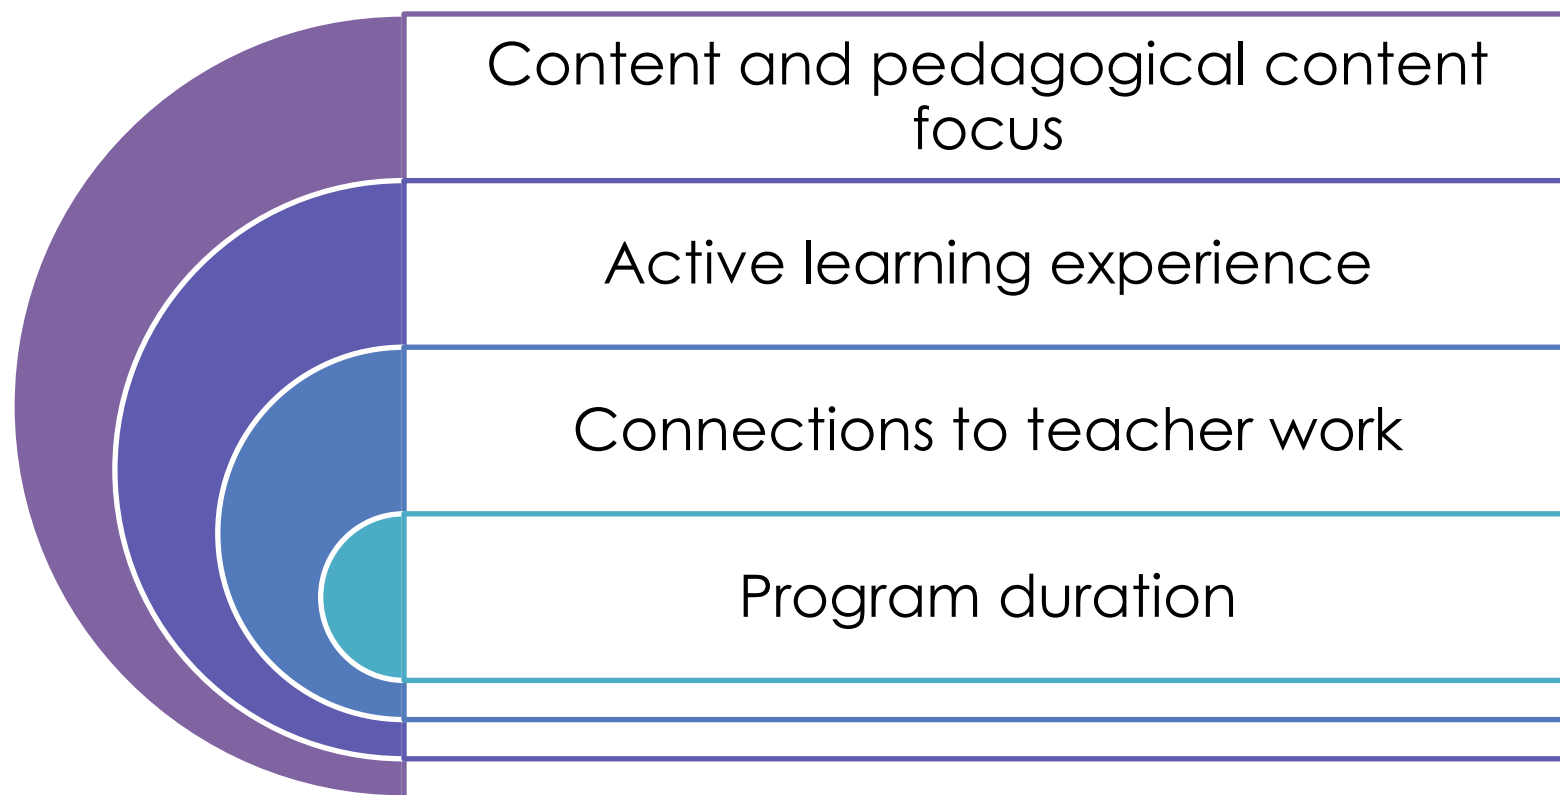 Content and pedagogical content
focus
Active learning experience
Connections to teacher work
Program duration